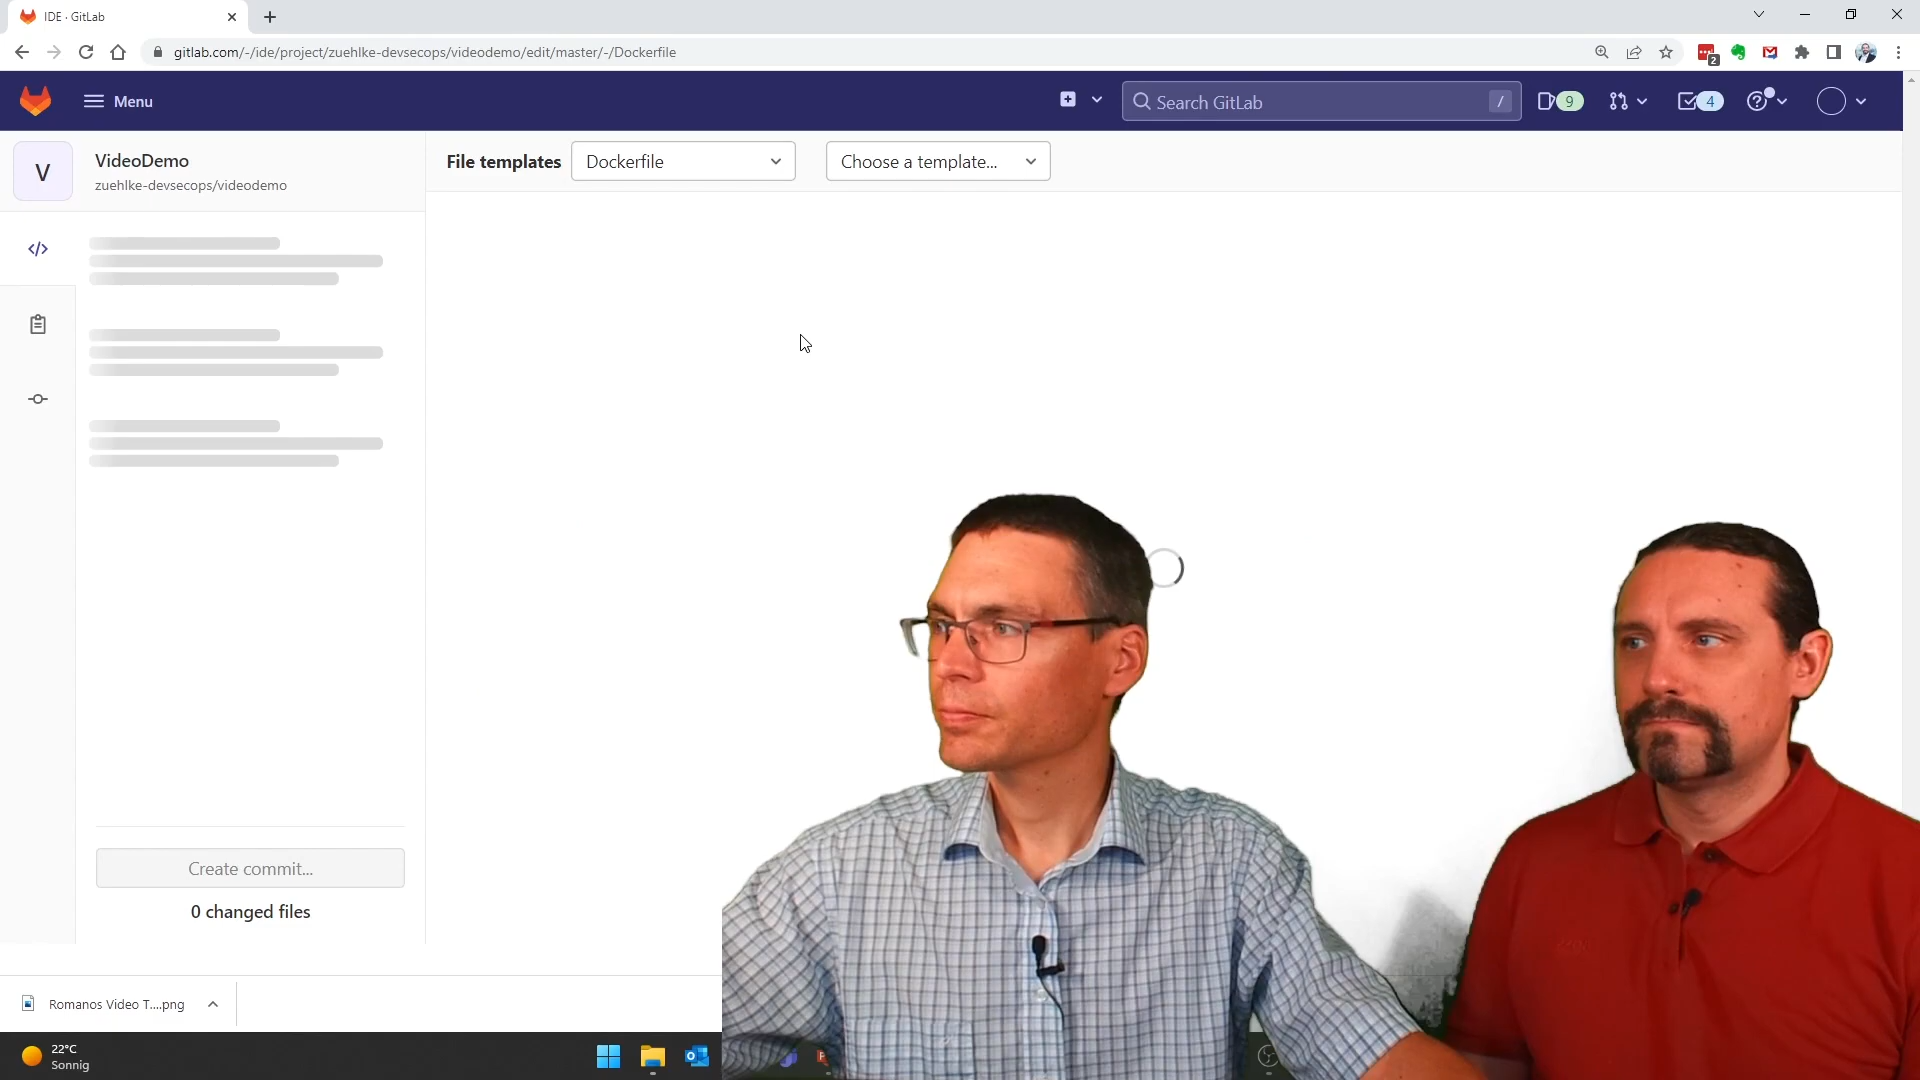 IDE · GitLab
gitlab.com/-/ide/project/zuehlke-devsecops/videodemo/edit/master/-/Dockerfile
2
Menu
Search GitLab
/
9
4
V
VideoDemo
zuehlke-devsecops/videodemo
File templates
Dockerfile
Choose a template...
Create commit...
0 changed files
Romanos Video T....png
22°C
Sonnig